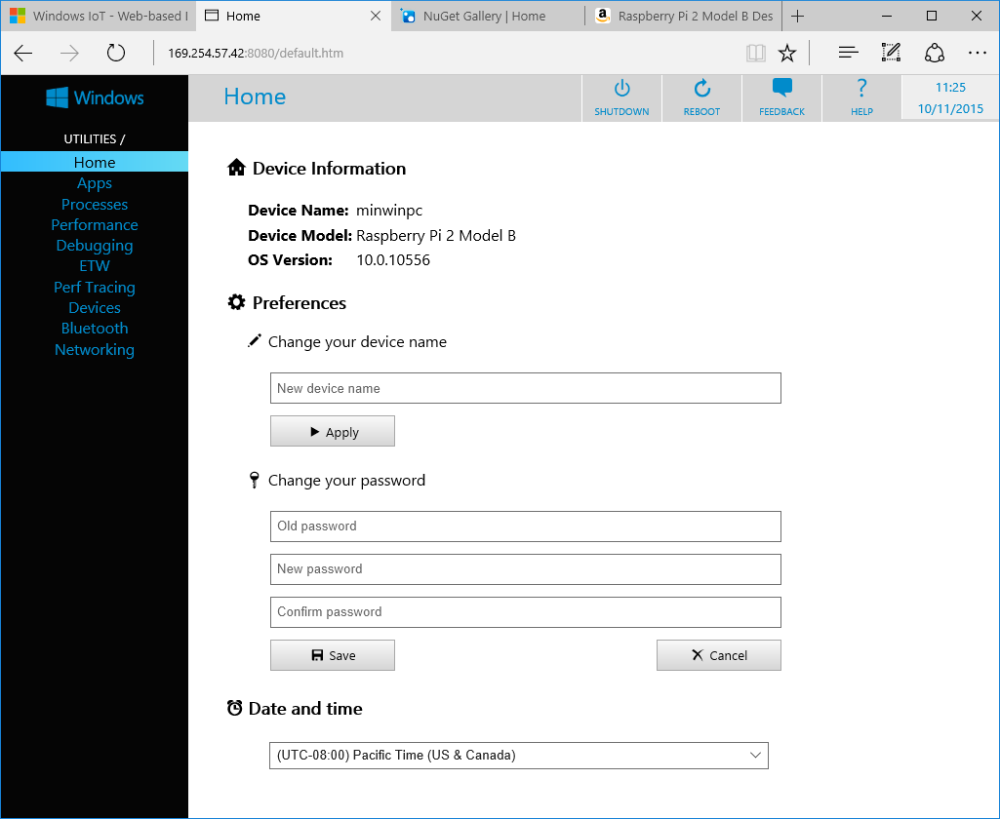 Windows IoT - Web-based I
Home
NuGet Gallery | Home
Raspberry Pi 2 Model B Des
169.254.57.42:8080/default.htm
Windows
Home
SHUTDOWN
REBOOT
FEEDBACK
? HELP
11:25
10/11/2015
UTILITIES /
Home
Apps
Processes
Performance
Debugging
ETW
Perf Tracing
Devices
Bluetooth
Networking
Device Information
Device Name: minwinpc
Device Model: Raspberry Pi 2 Model B
OS Version: 10.0.10556
Preferences
Change your device name
New device name
Apply
Change your password
Old password
New password
Confirm password
Save
Cancel
Date and time
(UTC-08:00) Pacific Time (US & Canada)